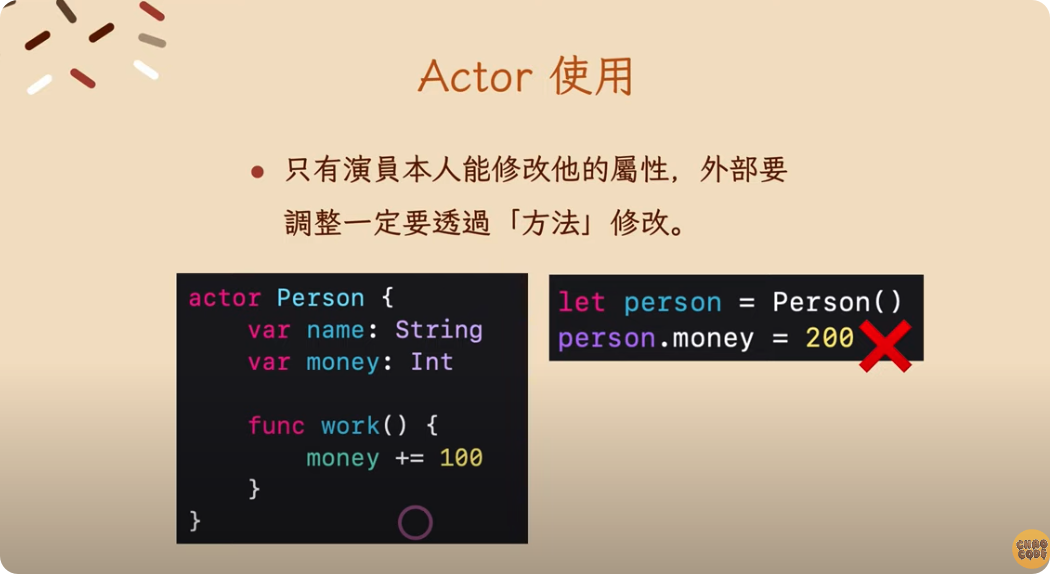 Actor 使用
只有演員本人能修改他的屬性，外部要
調整一定要透過「方法」修改。
actor Person {
    var name: String
    var money: Int
    func work() {
        money += 100
    }
}
let person = Person()
person.money = 200
CHAO
CODE